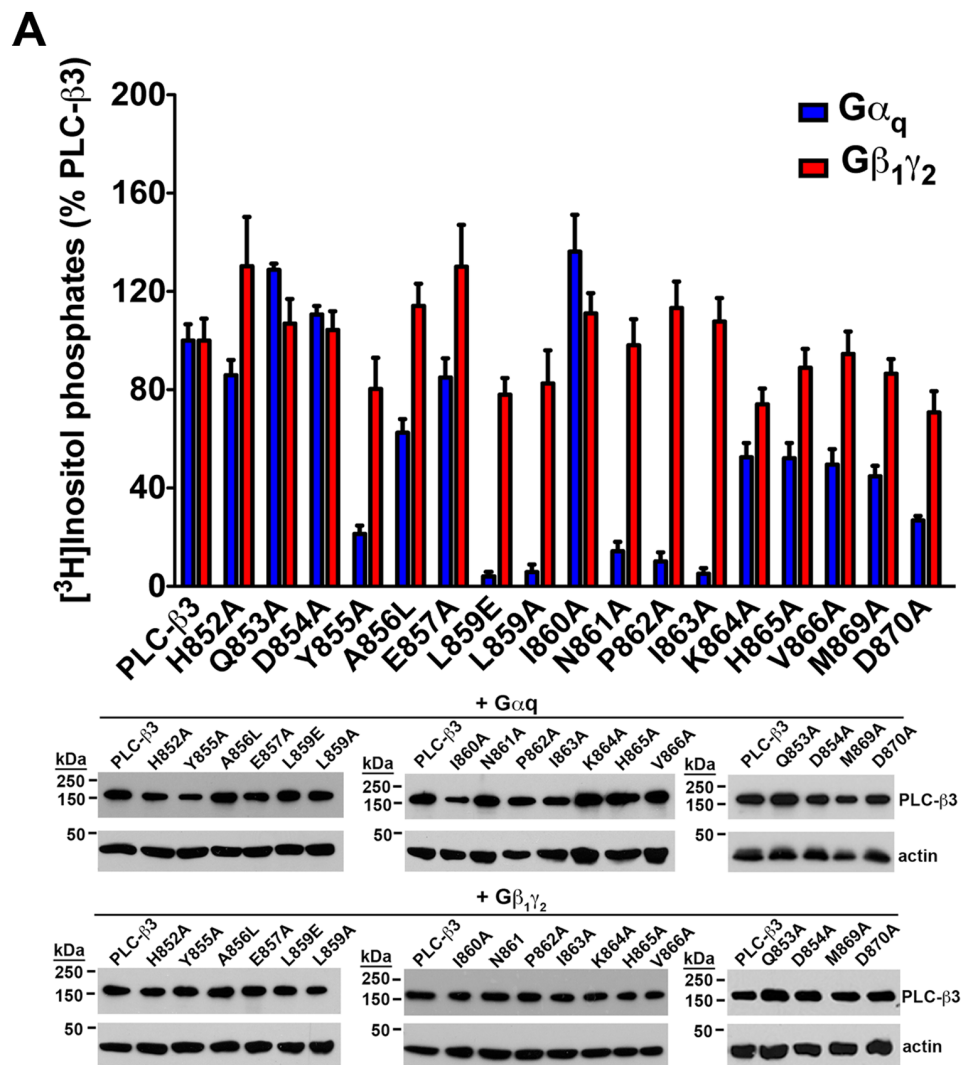 A
[³H]Inositol phosphates (% PLC-β3)
200
160
120
80
40
0
Gαq
Gβ₁γ₂
PLC-β3 H852A Q853A D854A Y855A A856L E857A L859E L859A I860A N861A P862A I863A K864A H865A V866A M869A D870A
+ Gαq
kDa PLC-β3 H852A Y855A A856L E857A L859E L859A
kDa PLC-β3 I860A N861A P862A I863A K864A H865A V866A
kDa PLC-β3 Q853A D854A M869A D870A
250 250 250
150 150 150 PLC-β3
50 50 50 actin
+ Gβ₁γ₂
kDa PLC-β3 H852A Y855A A856L E857A L859E L859A
kDa PLC-β3 I860A N861 P862A I863A K864A H865A V866A
kDa PLC-β3 Q853A D854A M869A D870A
250 250 250
150 150 150 PLC-β3
50 50 50
actin